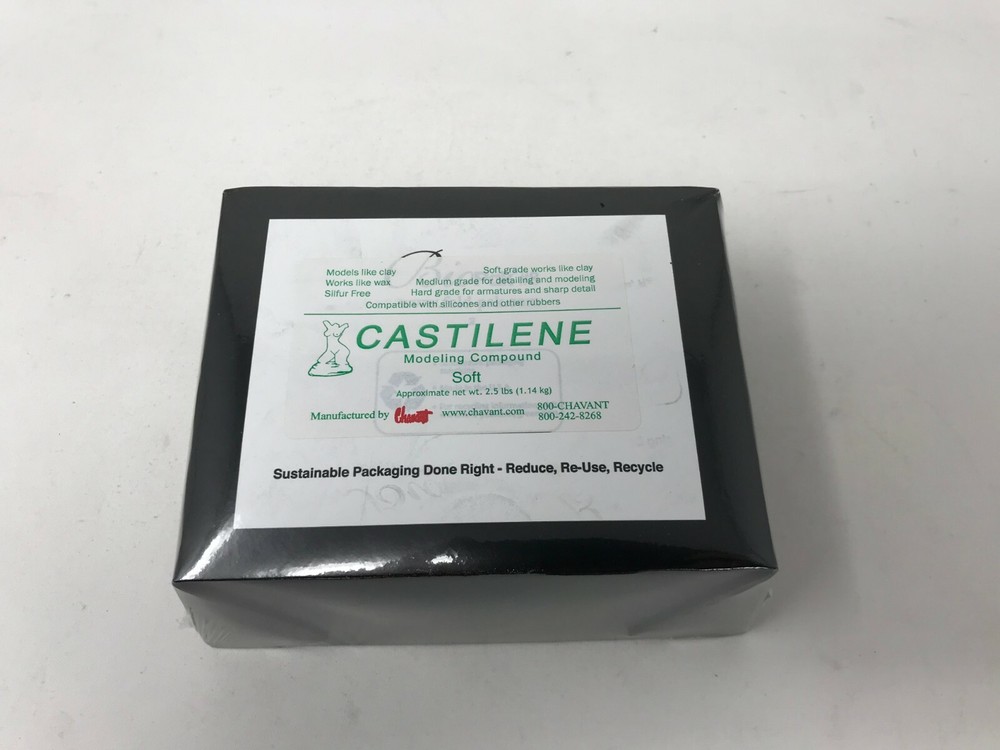 Models like clay Soft grade works like clay
Works like wax Medium grade for detailing and modeling
Silfur Free Hard grade for armatures and sharp detail
Compatible with silicones and other rubbers
CASTILENE
Modeling Compound
Soft
Approximate net wt. 2.5 lbs (1.14 kg)
Manufactured by Chavant www.chavant.com 800-CHAVANT
800-242-8268
Sustainable Packaging Done Right - Reduce, Re-Use, Recycle